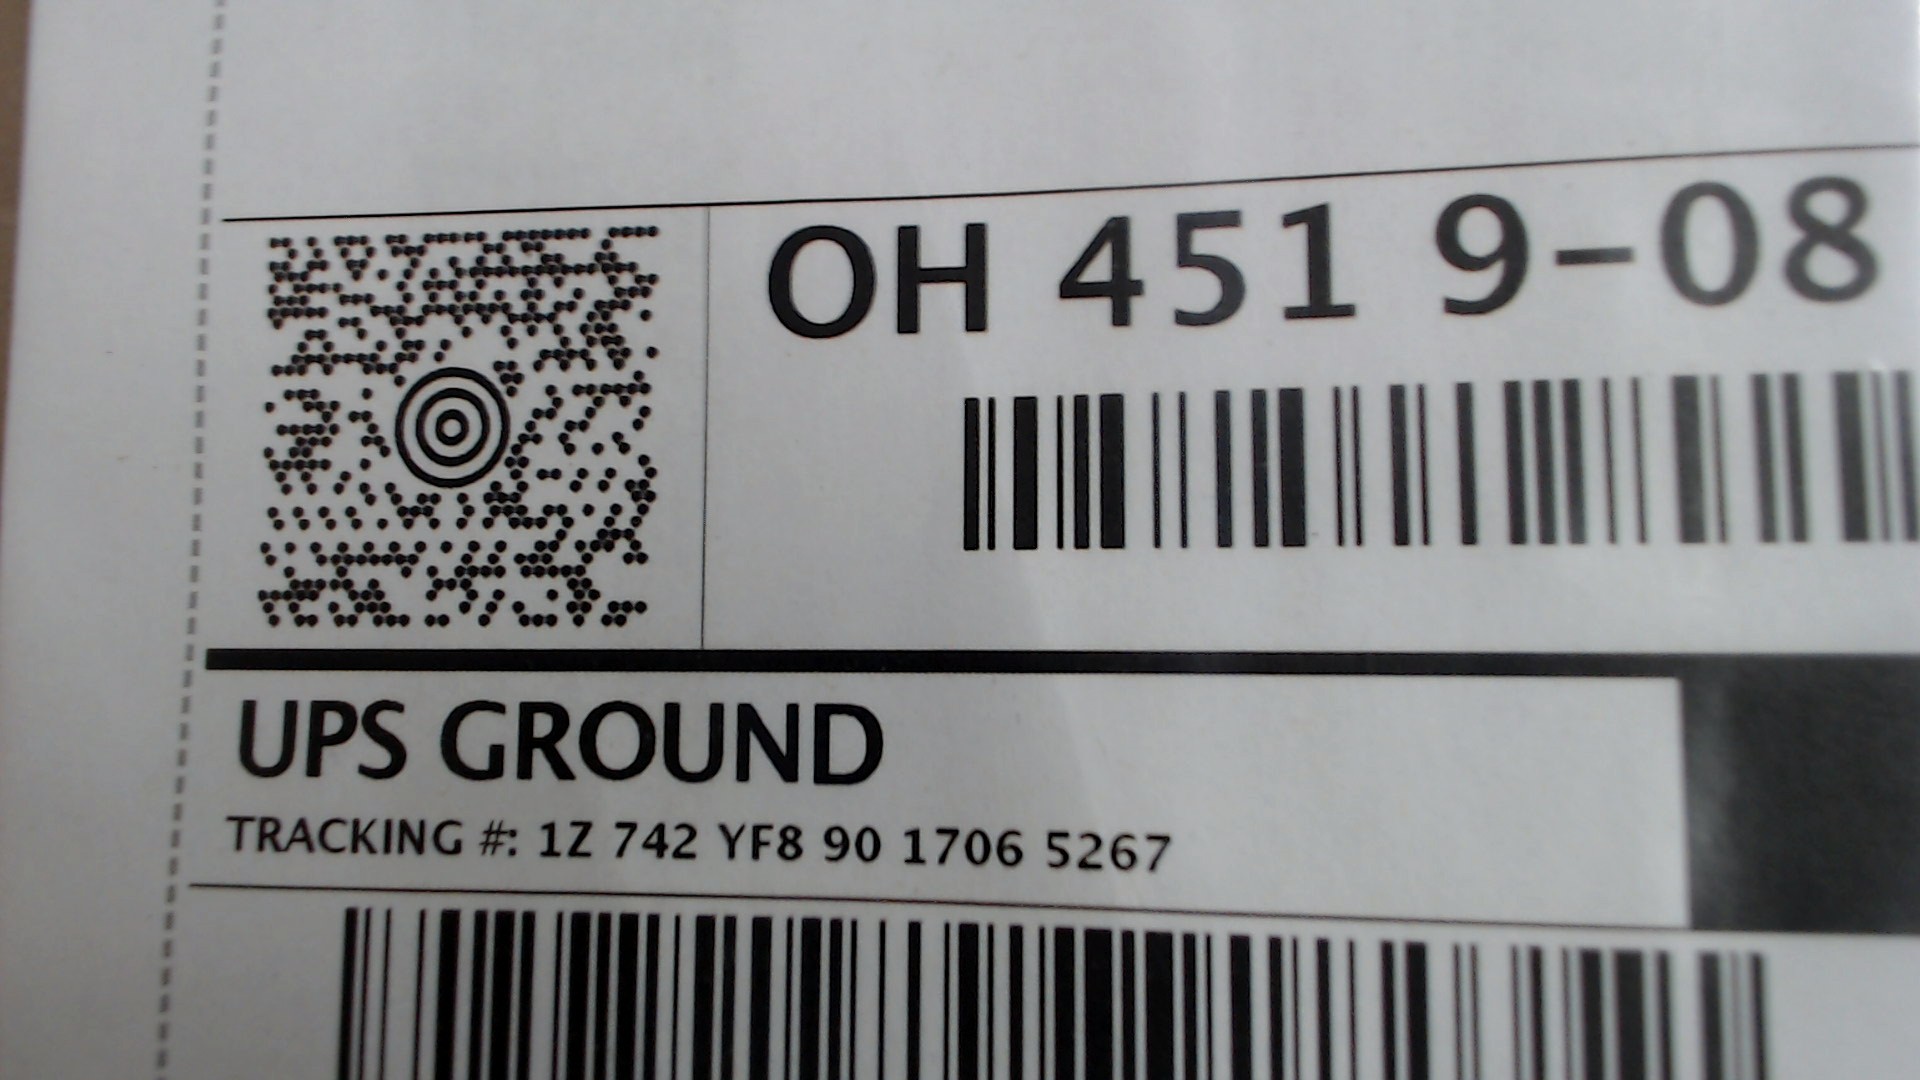 OH 451 9-08
UPS GROUND
TRACKING #: 1Z 742 YF8 90 1706 5267